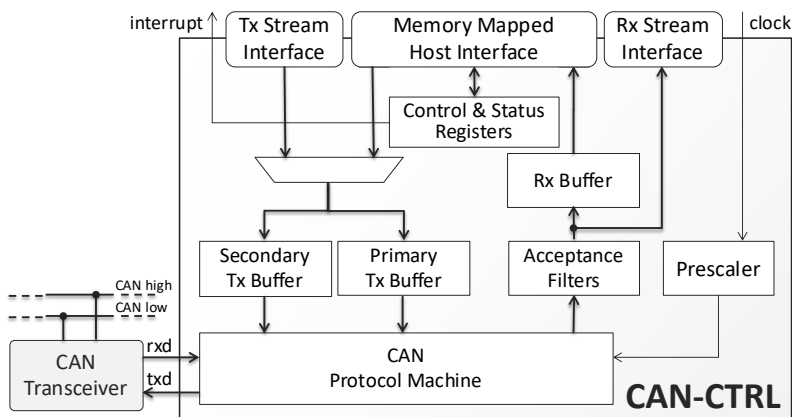 interrupt
Tx Stream
Interface
Memory Mapped
Host Interface
Rx Stream
Interface
clock
Control & Status
Registers
Rx Buffer
Secondary
Tx Buffer
Primary
Tx Buffer
Acceptance
Filters
Prescaler
CAN high
CAN low
CAN
Transceiver
rxd
txd
CAN
Protocol Machine
CAN-CTRL